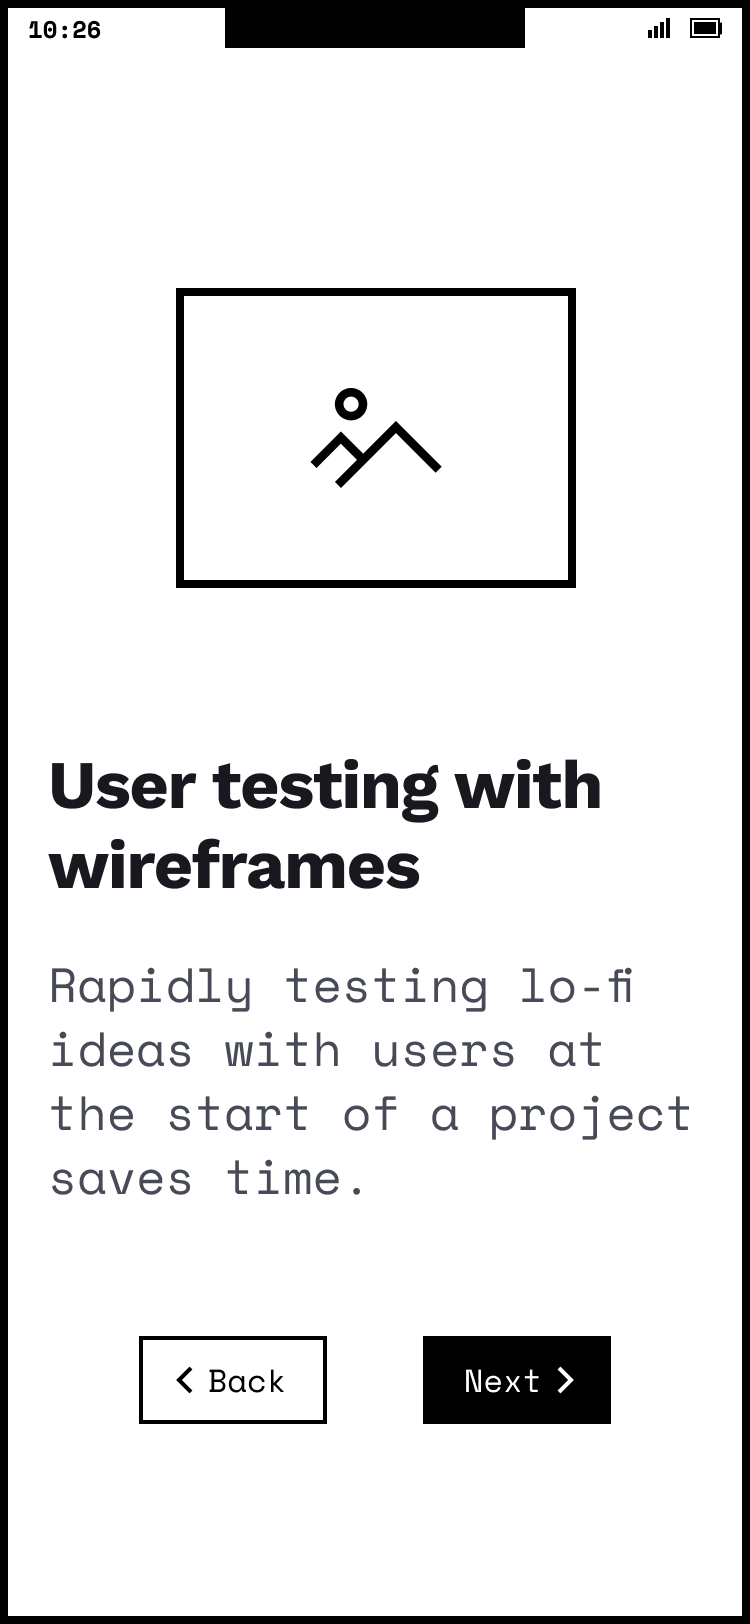 10:26
User testing with
wireframes
Rapidly testing lo-fi
ideas with users at
the start of a project
saves time.
Back
Next